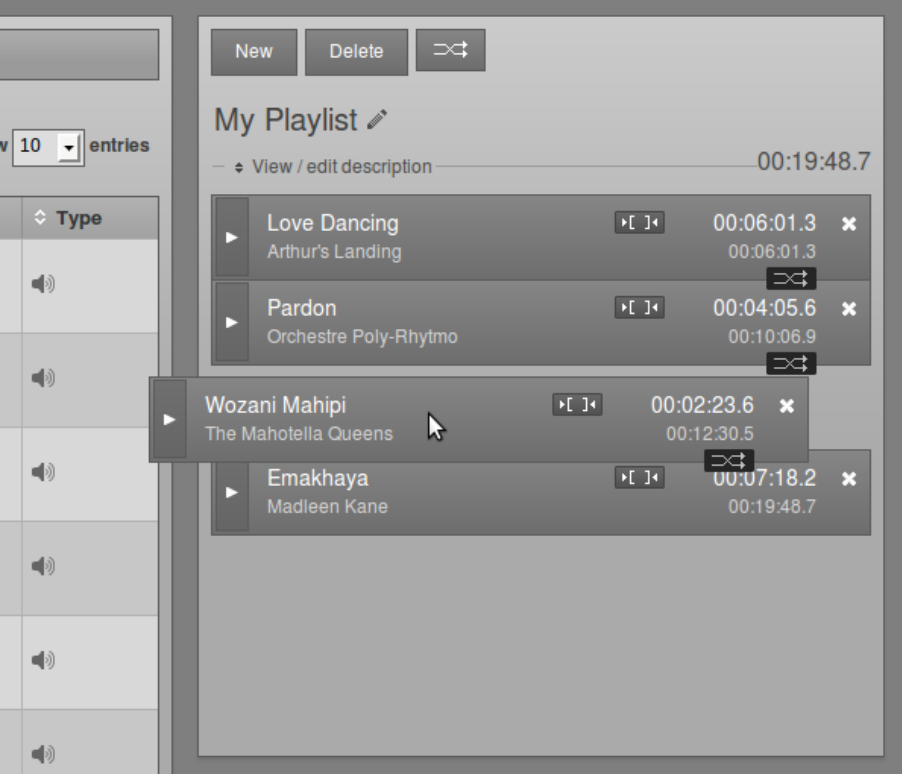 New
Delete
My Playlist
10
entries
View / edit description
00:19:48.7
Type
Love Dancing
00:06:01.3
Arthur's Landing
00:06:01.3
Pardon
00:04:05.6
Orchestre Poly-Rhytmo
00:10:06.9
Wozani Mahipi
00:02:23.6
The Mahotella Queens
00:12:30.5
Emakhaya
00:07:18.2
Madleen Kane
00:19:48.7